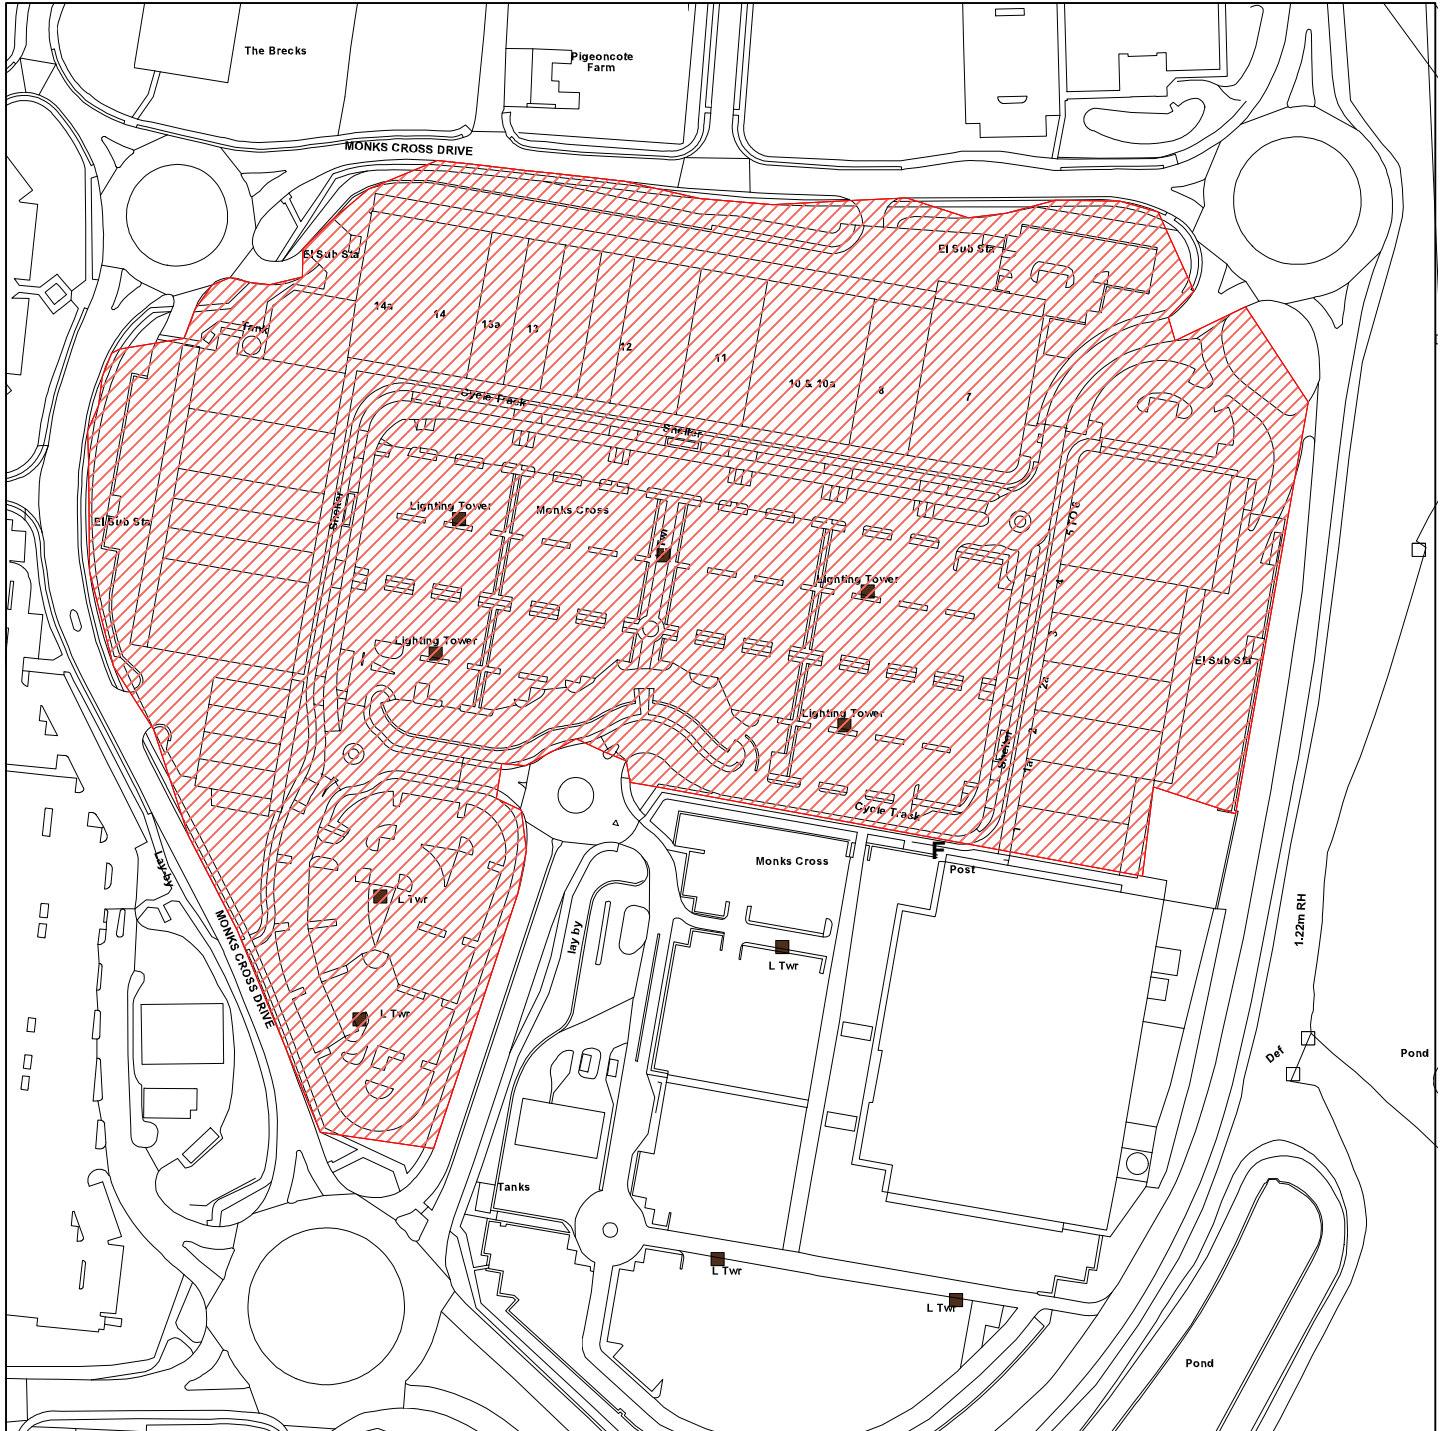 The Brecks
Pigeoncote
Farm
MONKS CROSS DRIVE
El Sub Sta
El Sub Sta
14a
14
13a
13
12
11
10 & 10a
8
7
Tank
Cycle Track
Shelter
Shelter
Lighting Tower
Monks Cross
Twr
Lighting Tower
5 TO 6
4
3
2a
2
1a
1
El Sub Sta
Lighting Tower
El Sub Sta
Lighting Tower
Shelter
Cycle Track
F
Post
Monks Cross
Lay-by
MONKS CROSS DRIVE
L Twr
L Twr
lay by
L Twr
1.22m RH
Def
Pond
Tanks
L Twr
L Twr
Pond